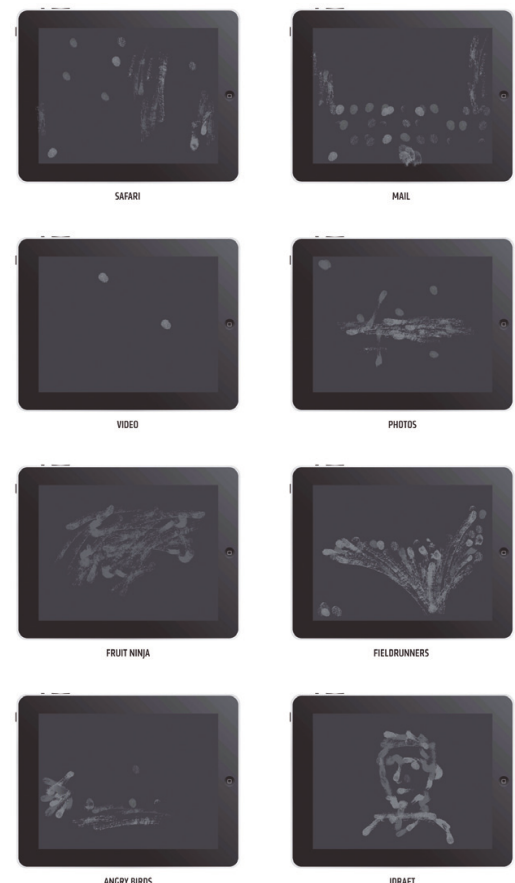 SAFARI
MAIL
VIDEO
PHOTOS
FRUIT NINJA
FIELDRUNNERS
ANGRY BIRDS
IDRAFT